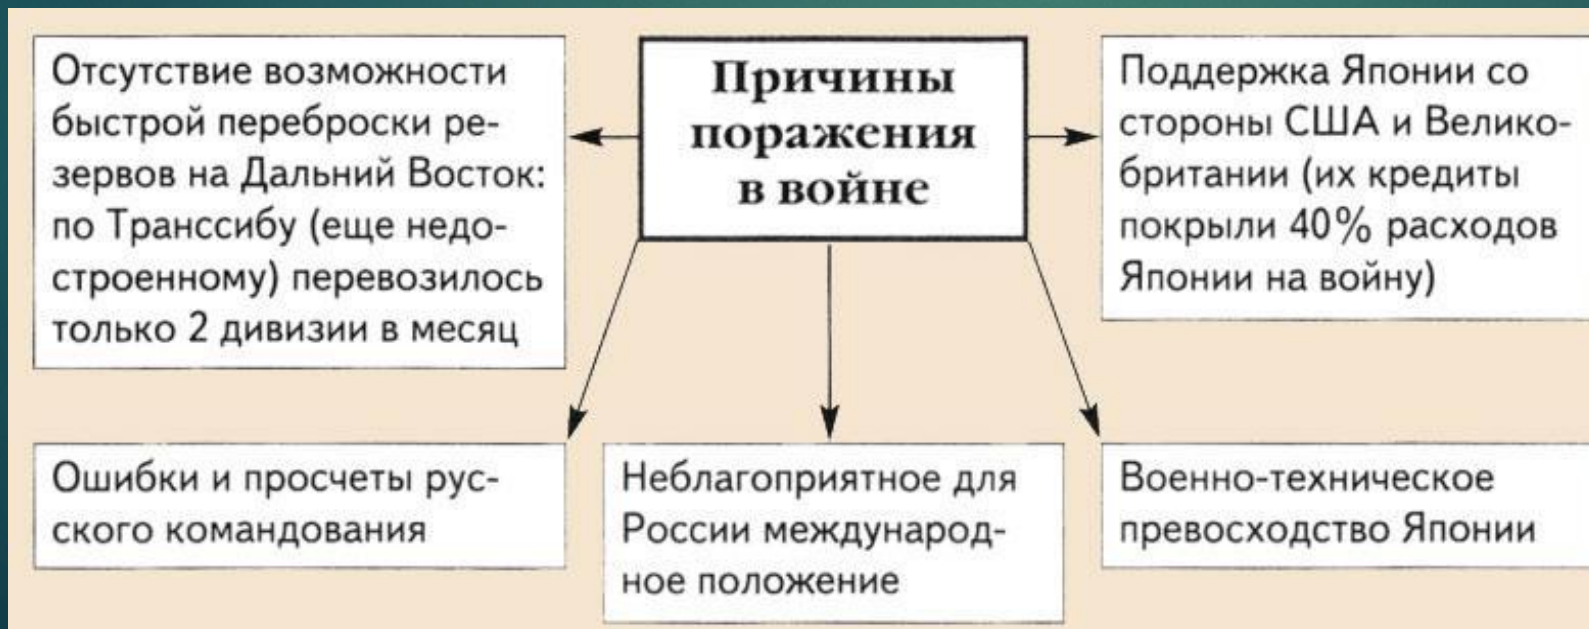 Отсутствие возможности
быстрой переброски ре-
зервов на Дальний Восток:
по Транссибу (еще недо-
строенному) перевозилось
только 2 дивизии в месяц
Причины
поражения
в войне
Поддержка Японии со
стороны США и Велико-
британии (их кредиты
покрыли 40% расходов
Японии на войну)
Ошибки и просчеты рус-
ского командования
Неблагоприятное для
России международ-
ное положение
Военно-техническое
превосходство Японии